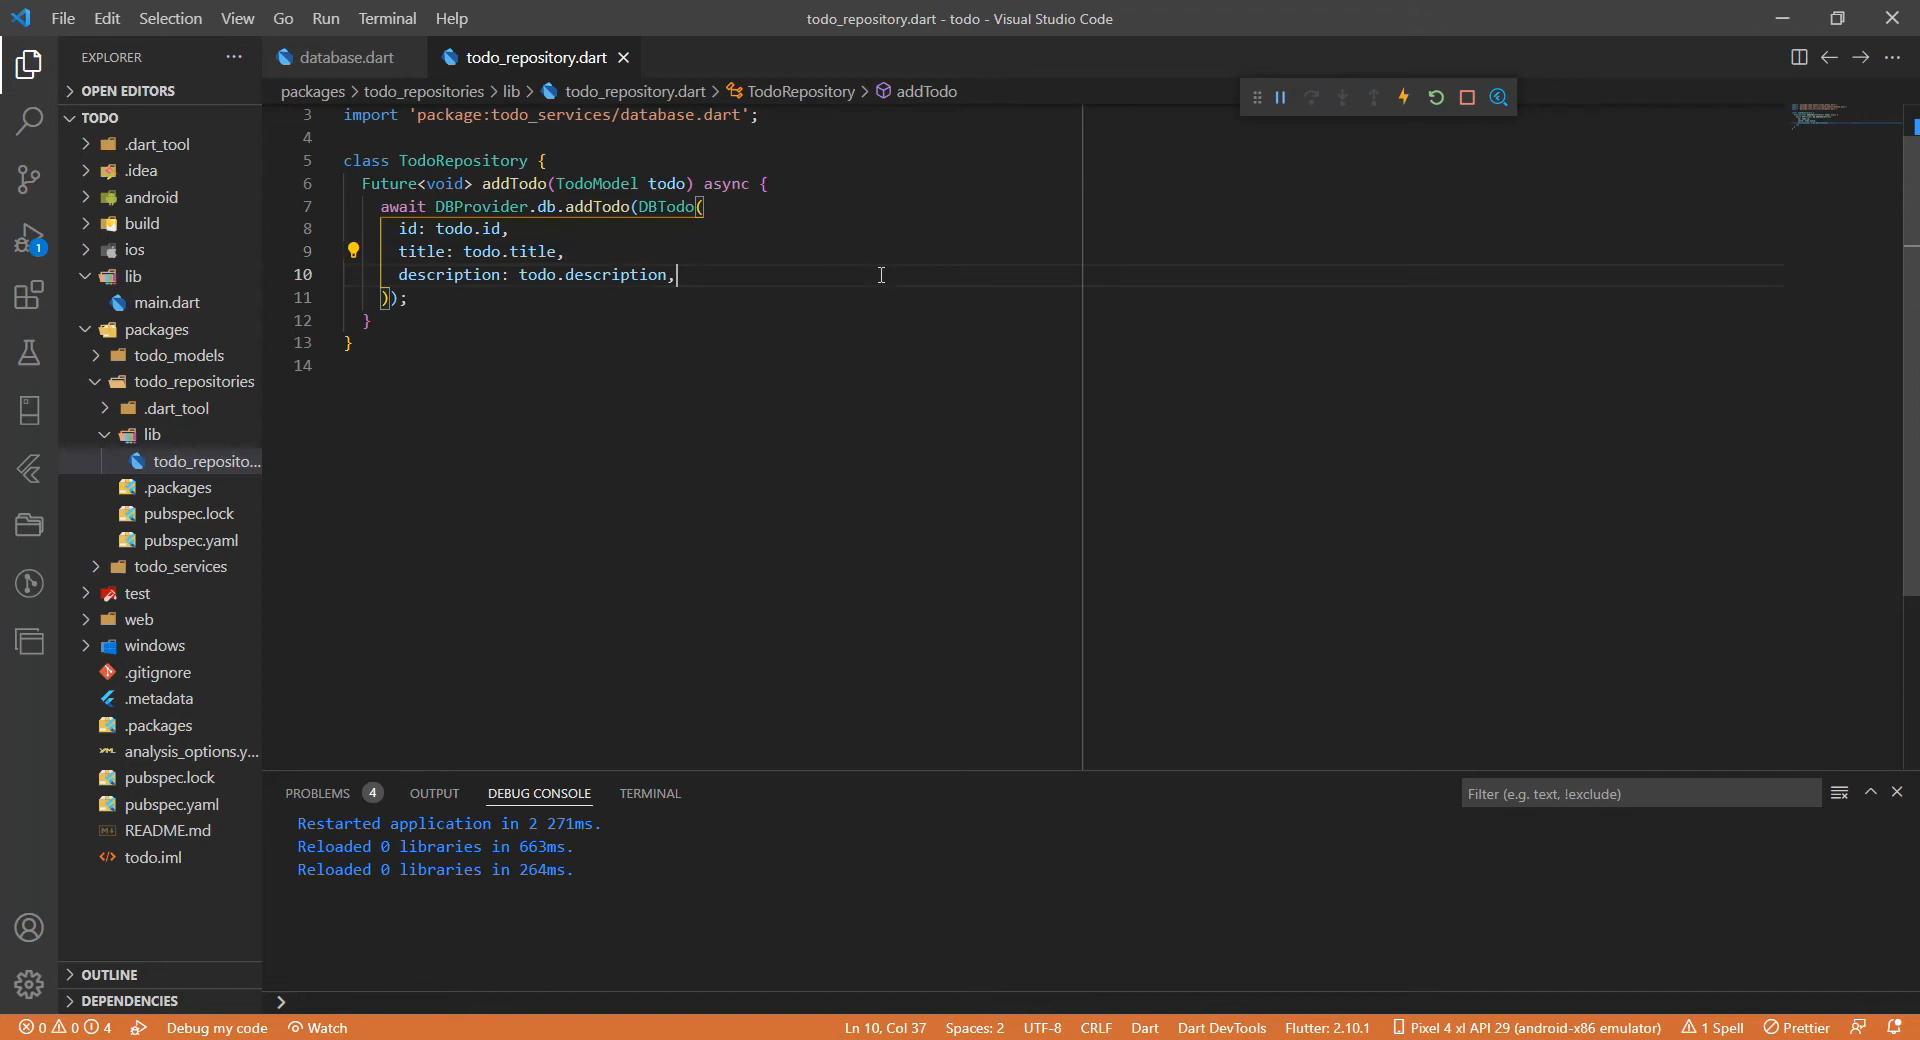 File Edit Selection View Go Run Terminal Help
todo_repository.dart - todo - Visual Studio Code
EXPLORER
OPEN EDITORS
TODO
.dart_tool
.idea
android
build
ios
lib
main.dart
packages
todo_models
todo_repositories
.dart_tool
lib
todo_reposito...
.packages
pubspec.lock
pubspec.yaml
todo_services
test
web
windows
.gitignore
.metadata
.packages
analysis_options.y...
pubspec.lock
pubspec.yaml
README.md
todo.iml
OUTLINE
DEPENDENCIES
1
database.dart
todo_repository.dart
packages > todo_repositories > lib > todo_repository.dart > TodoRepository > addTodo
3 import 'package:todo_services/database.dart';
4
5 class TodoRepository {
6 Future<void> addTodo(TodoModel todo) async {
7 await DBProvider.db.addTodo(DBTodo(
8 id: todo.id,
9 title: todo.title,
10 description: todo.description,
11 ));
12 }
13 }
14
PROBLEMS 4 OUTPUT DEBUG CONSOLE TERMINAL
Filter (e.g. text, !exclude)
Restarted application in 2 271ms.
Reloaded 0 libraries in 663ms.
Reloaded 0 libraries in 264ms.
>
0 0 4 Debug my code Watch
Ln 10, Col 37 Spaces: 2 UTF-8 CRLF Dart Dart DevTools Flutter: 2.10.1 Pixel 4 xl API 29 (android-x86 emulator) 1 Spell Prettier